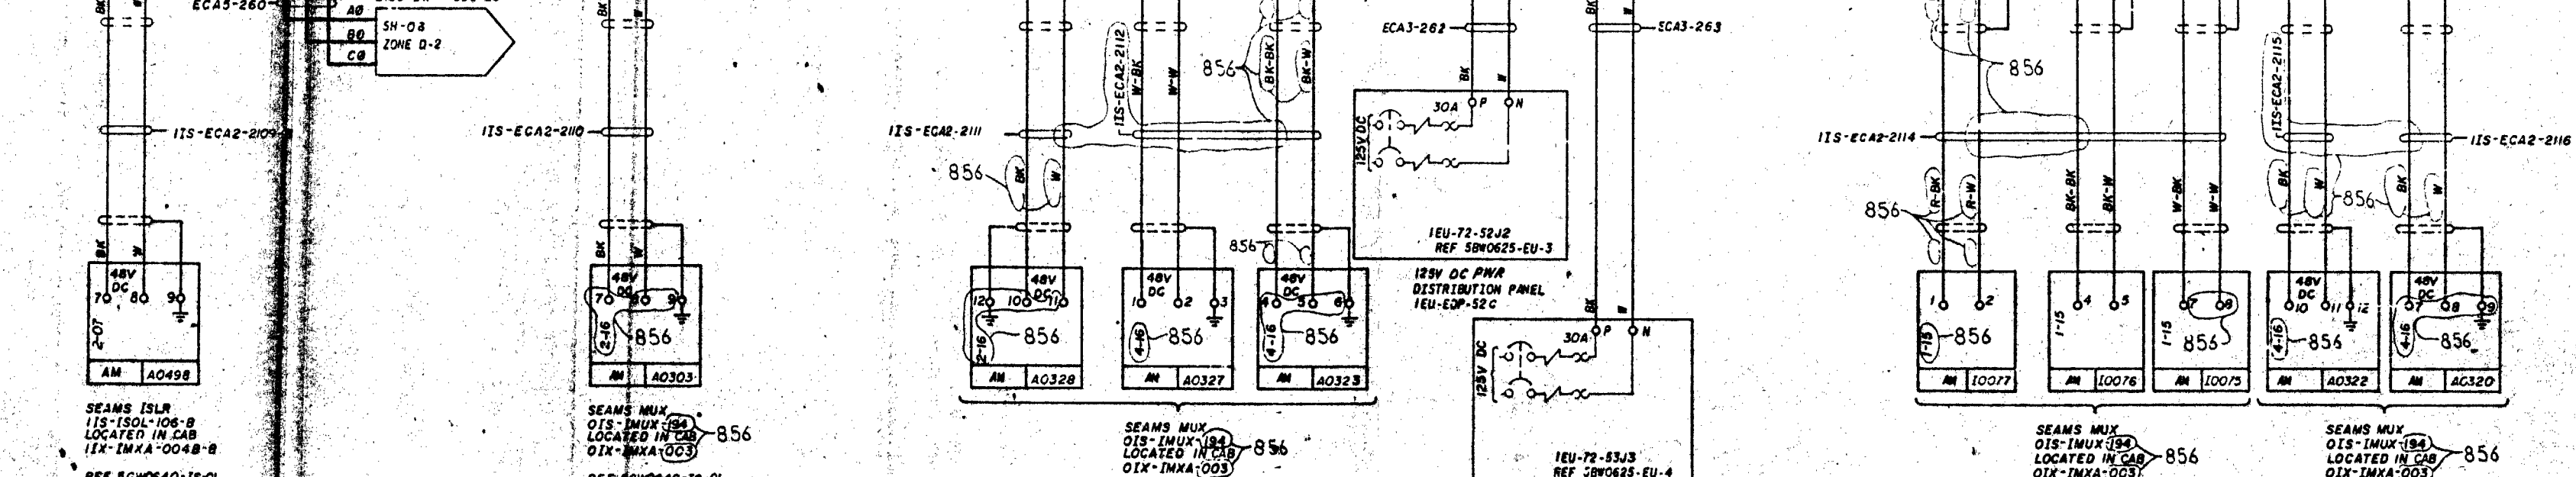 BK
ECA5-260
A0
B0
C0
SH-08
ZONE Q-2
BK
W
1IS-ECA2-2109
1IS-ECA2-2110
BK
W
48V
DC
7
8
9
2-07
AM
A0498
SEAMS ISLR
1IS-ISOL-106-B
LOCATED IN CAB
1IX-IMXA-004B-B
BK
W
48V
DC
7
8
9
2-16
856
AM
A0303
SEAMS MUX
0IS-IMUX-194
LOCATED IN CAB
0IX-IMXA-003
856
1IS-ECA2-2111
1IS-ECA2-2112
W-BK
W-W
856
BK-BK
BK-W
856
BK
W
48V
DC
12
10
11
2-16
856
AM
A0328
48V
DC
1
2
3
4-16
856
AM
A0327
856
48V
DC
4
5
6
4-16
856
AM
A0323
SEAMS MUX
0IS-IMUX-194
LOCATED IN CAB
0IX-IMXA-003
856
ECA3-262
BK
W
30A
P
N
125V DC
1EU-72-52J2
REF 5BW0625-EU-3
125V DC PWR
DISTRIBUTION PANEL
1EU-EDP-52C
BK
W
ECA3-263
BK
W
30A
P
N
125V DC
1EU-72-53J3
REF 5BW0625-EU-4
856
1IS-ECA2-2114
1IS-ECA2-2115
1IS-ECA2-2116
856
R-BK
R-W
BK-BK
BK-W
W-BK
W-W
BK
W
856
BK
W
1
2
1-15
856
AM
I0077
4
5
1-15
AM
I0076
7
8
1-15
856
AM
I0075
48V
DC
10
11
12
4-16
856
AM
A0322
48V
DC
7
8
9
4-16
856
AM
A0320
SEAMS MUX
0IS-IMUX-194
LOCATED IN CAB
0IX-IMXA-003
856
SEAMS MUX
0IS-IMUX-194
LOCATED IN CAB
0IX-IMXA-003
856